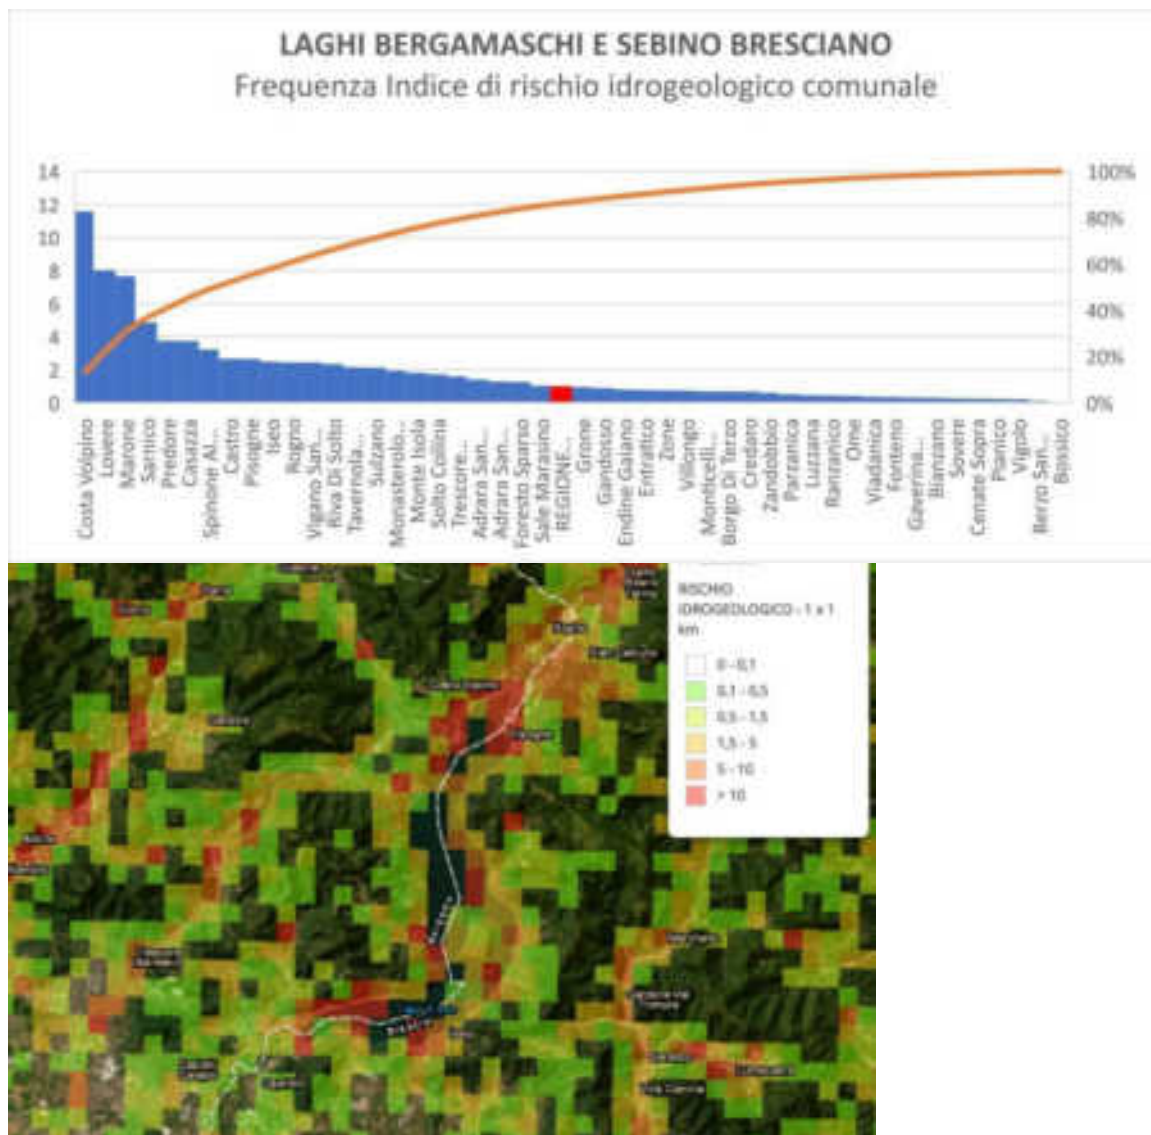 LAGHI BERGAMASCHI E SEBINO BRESCIANO
Frequenza Indice di rischio idrogeologico comunale
14
12
10
8
6
4
2
0
100%
80%
60%
40%
20%
0%
Costa Volpino
Lovere
Marone
Sarnico
Predore
Casazza
Spinone Al...
Castro
Pisogne
Iseo
Rogno
Vigano San...
Riva Di Solto
Tavernola...
Sulzano
Monasterolo...
Monte Isola
Solto Collina
Trescore...
Adrara San...
Adrara San...
Foresto Sparso
Sale Marasino
REGIONE...
Grone
Gandosso
Endine Gaiano
Entratico
Zone
Villongo
Monticelli...
Borgo Di Terzo
Credaro
Zandobbio
Parzanica
Luzzana
Ranzanico
Ome
Viadanica
Fonteno
Gaverina...
Bianzano
Sovere
Cenate Sopra
Pianico
Vigolo
Berzo San...
Bossico
RISCHIO
IDROGEOLOGICO - 1 x 1
km
0 - 0,1
0,1 - 0,5
0,5 - 1,5
1,5 - 5
5 - 10
> 10
Pisogne